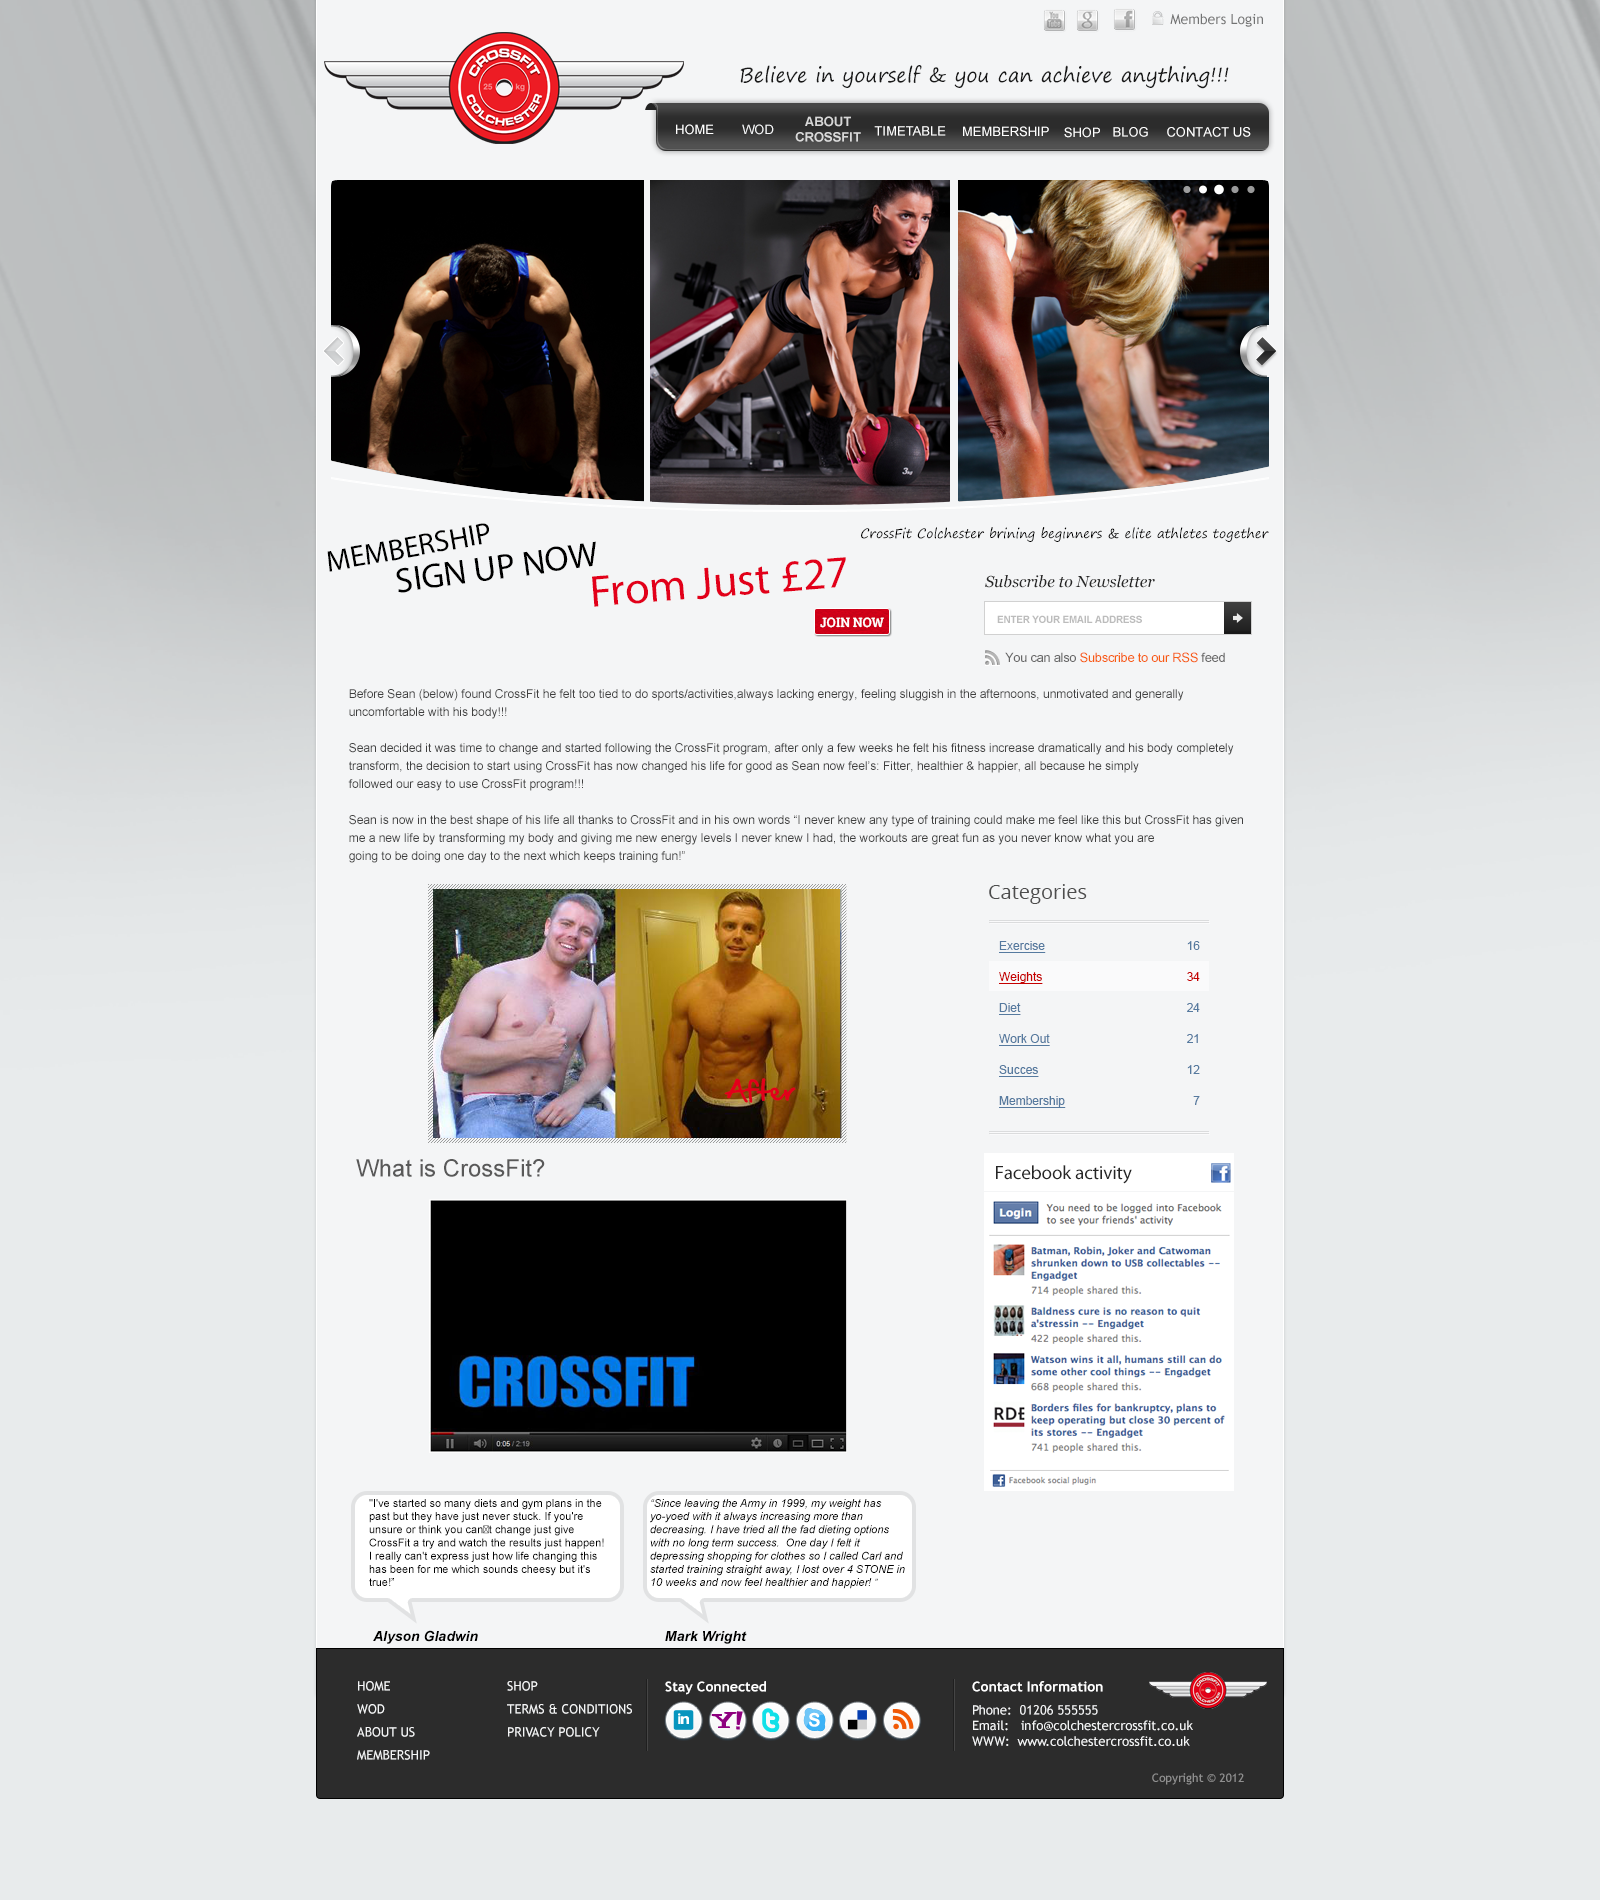 Members Login
CROSSFIT
25 kg
COLCHESTER
Believe in yourself & you can achieve anything!!!
HOME
WOD
ABOUT
CROSSFIT
TIMETABLE
MEMBERSHIP
SHOP
BLOG
CONTACT US
3kg
MEMBERSHIP
SIGN UP NOW
From Just £27
JOIN NOW
CrossFit Colchester brining beginners & elite athletes together
Subscribe to Newsletter
ENTER YOUR EMAIL ADDRESS
You can also Subscribe to our RSS feed
Before Sean (below) found CrossFit he felt too tied to do sports/activities,always lacking energy, feeling sluggish in the afternoons, unmotivated and generally
uncomfortable with his body!!!
Sean decided it was time to change and started following the CrossFit program, after only a few weeks he felt his fitness increase dramatically and his body completely
transform, the decision to start using CrossFit has now changed his life for good as Sean now feel's: Fitter, healthier & happier, all because he simply
followed our easy to use CrossFit program!!!
Sean is now in the best shape of his life all thanks to CrossFit and in his own words “I never knew any type of training could make me feel like this but CrossFit has given
me a new life by transforming my body and giving me new energy levels I never knew I had, the workouts are great fun as you never know what you are
going to be doing one day to the next which keeps training fun!”
After
Categories
Exercise 16
Weights 34
Diet 24
Work Out 21
Succes 12
Membership 7
What is CrossFit?
CROSSFIT
0:05 / 2:19
Facebook activity
Login
You need to be logged into Facebook
to see your friends' activity
Batman, Robin, Joker and Catwoman
shrunken down to USB collectables --
Engadget
714 people shared this.
Baldness cure is no reason to quit
a'stressin -- Engadget
422 people shared this.
Watson wins it all, humans still can do
some other cool things -- Engadget
668 people shared this.
RDE
Borders files for bankruptcy, plans to
keep operating but close 30 percent of
its stores -- Engadget
741 people shared this.
Facebook social plugin
"I've started so many diets and gym plans in the
past but they have just never stuck. If you're
unsure or think you can▯t change just give
CrossFit a try and watch the results just happen!
I really can't express just how life changing this
has been for me which sounds cheesy but it's
true!"
Alyson Gladwin
"Since leaving the Army in 1999, my weight has
yo-yoed with it always increasing more than
decreasing. I have tried all the fad dieting options
with no long term success. One day I felt it
depressing shopping for clothes so I called Carl and
started training straight away, I lost over 4 STONE in
10 weeks and now feel healthier and happier! "
Mark Wright
HOME
WOD
ABOUT US
MEMBERSHIP
SHOP
TERMS & CONDITIONS
PRIVACY POLICY
Stay Connected
in
Y!
Contact Information
Phone: 01206 555555
Email: info@colchestercrossfit.co.uk
WWW: www.colchestercrossfit.co.uk
CROSSFIT
COLCHESTER
Copyright © 2012